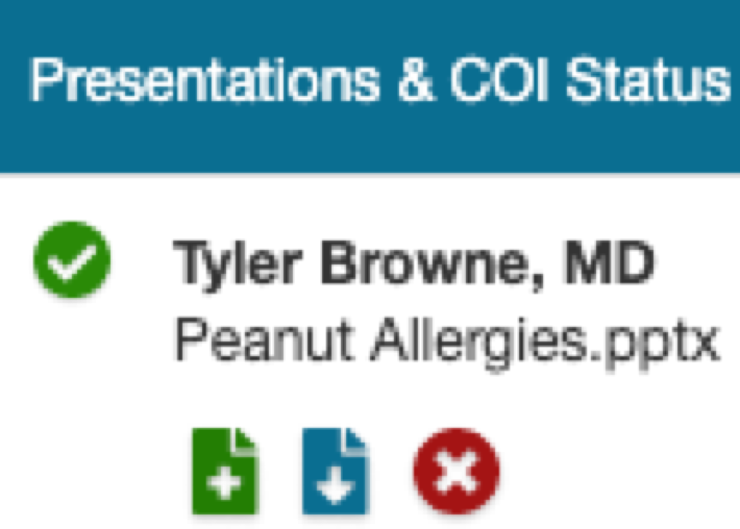 Presentations & COI Status
Tyler Browne, MD
Peanut Allergies.pptx